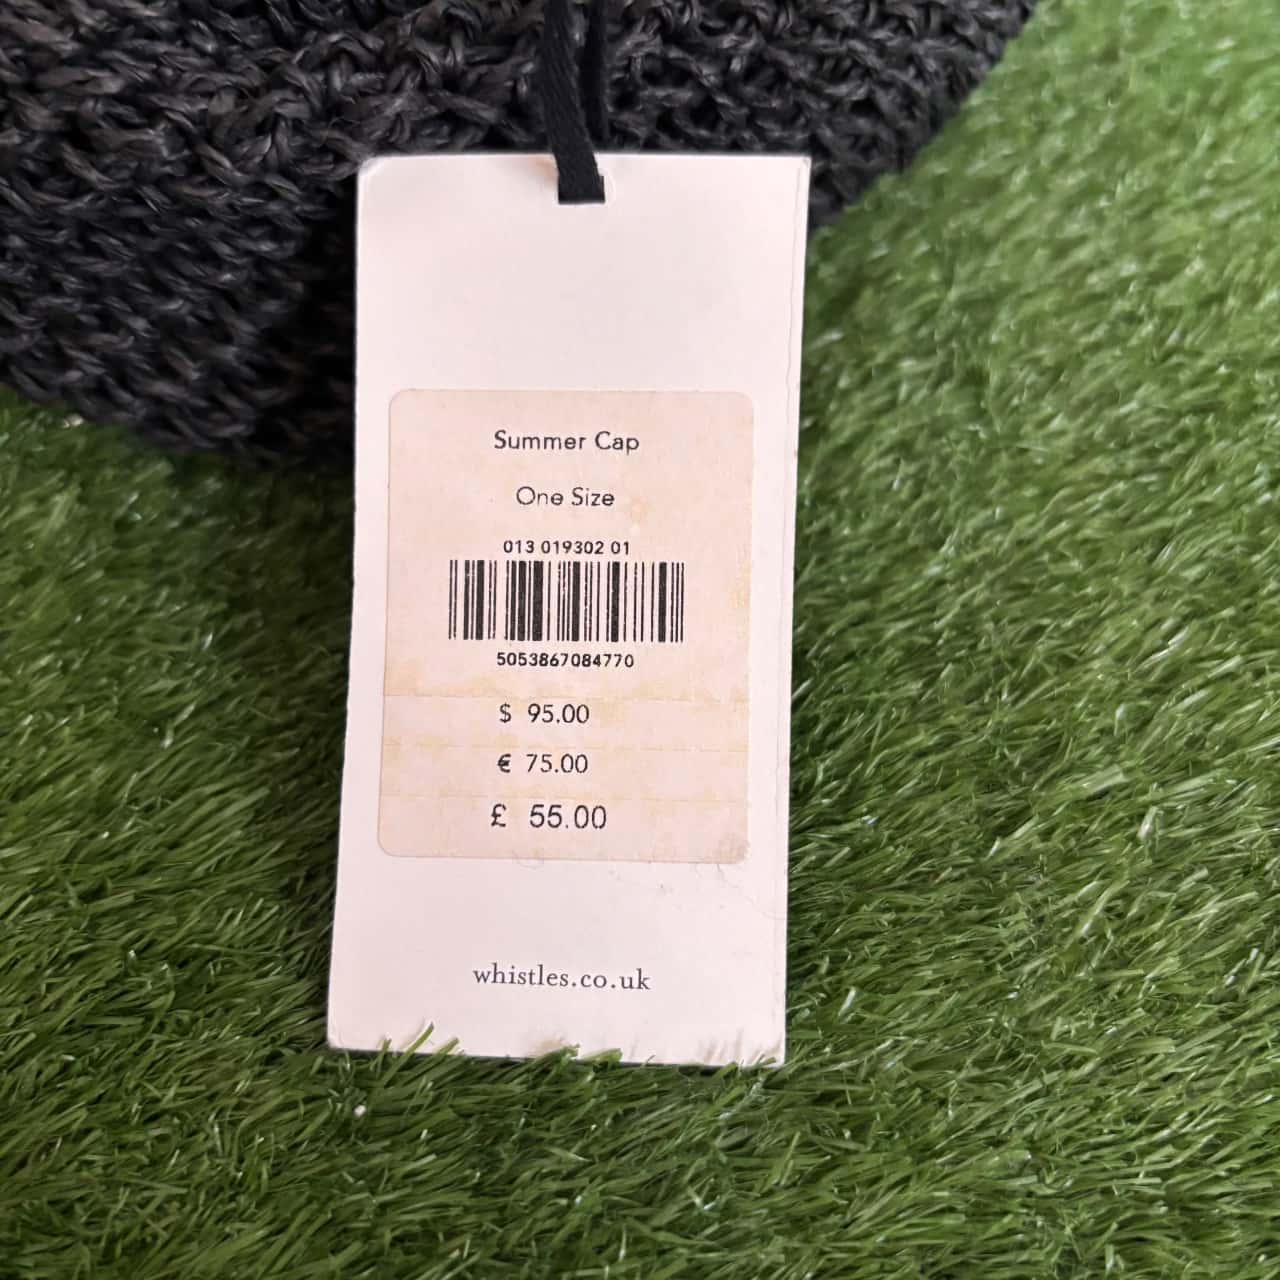 Summer Cap
One Size
013 019302 01
5053867084770
$ 95.00
€ 75.00
£ 55.00
whistles.co.uk